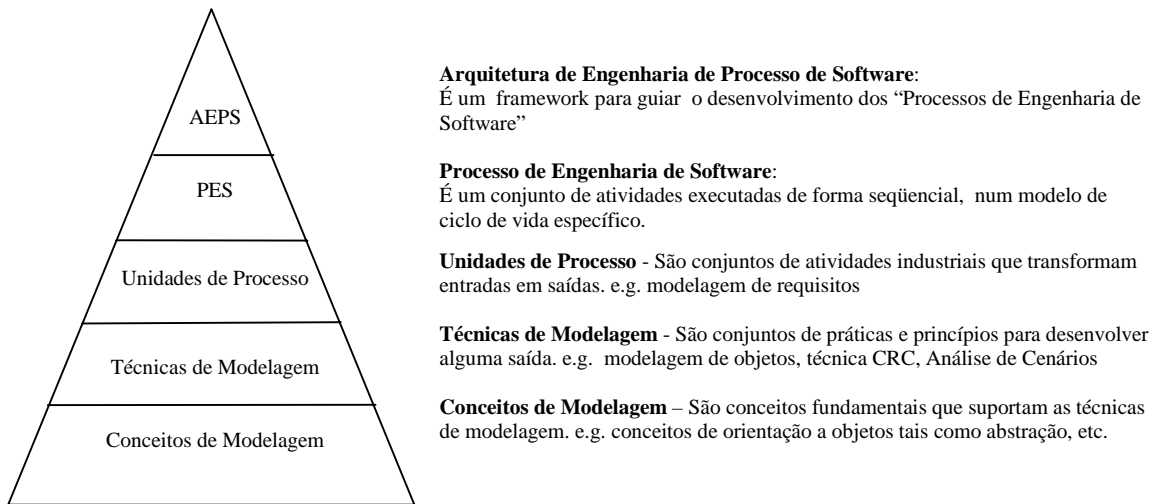 AEPS
PES
Unidades de Processo
Técnicas de Modelagem
Conceitos de Modelagem
Arquitetura de Engenharia de Processo de Software:
É um framework para guiar o desenvolvimento dos “Processos de Engenharia de
Software”
Processo de Engenharia de Software:
É um conjunto de atividades executadas de forma seqüencial, num modelo de
ciclo de vida específico.
Unidades de Processo - São conjuntos de atividades industriais que transformam
entradas em saídas. e.g. modelagem de requisitos
Técnicas de Modelagem - São conjuntos de práticas e princípios para desenvolver
alguma saída. e.g. modelagem de objetos, técnica CRC, Análise de Cenários
Conceitos de Modelagem – São conceitos fundamentais que suportam as técnicas
de modelagem. e.g. conceitos de orientação a objetos tais como abstração, etc.